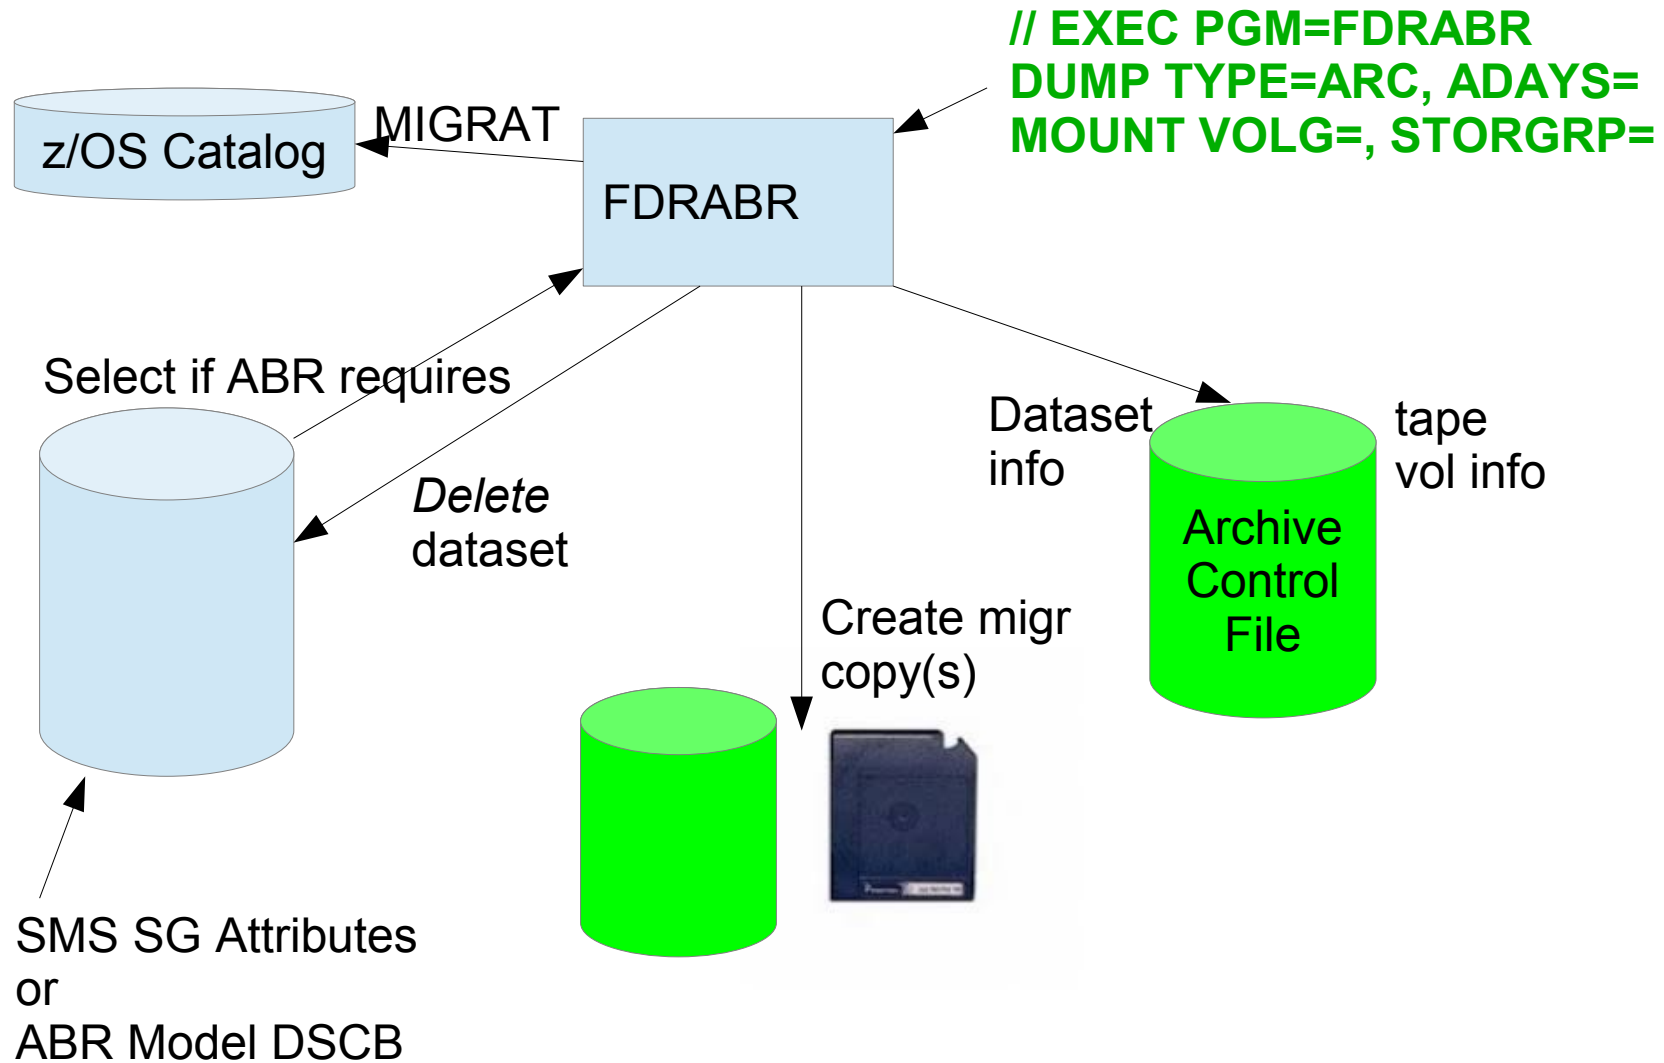 // EXEC PGM=FDRABR
DUMP TYPE=ARC, ADAYS=
MOUNT VOLG=, STORGRP=
MIGRAT
z/OS Catalog
FDRABR
Select if ABR requires
Dataset
info
tape
vol info
Delete
dataset
Archive
Control
File
Create migr
copy(s)
SMS SG Attributes
or
ABR Model DSCB